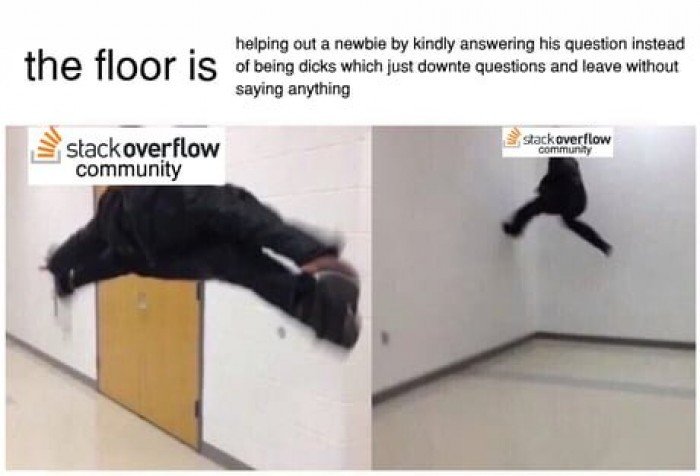 the floor is
helping out a newbie by kindly answering his question instead
of being dicks which just downte questions and leave without
saying anything
stackoverflow
community
stackoverflow
community